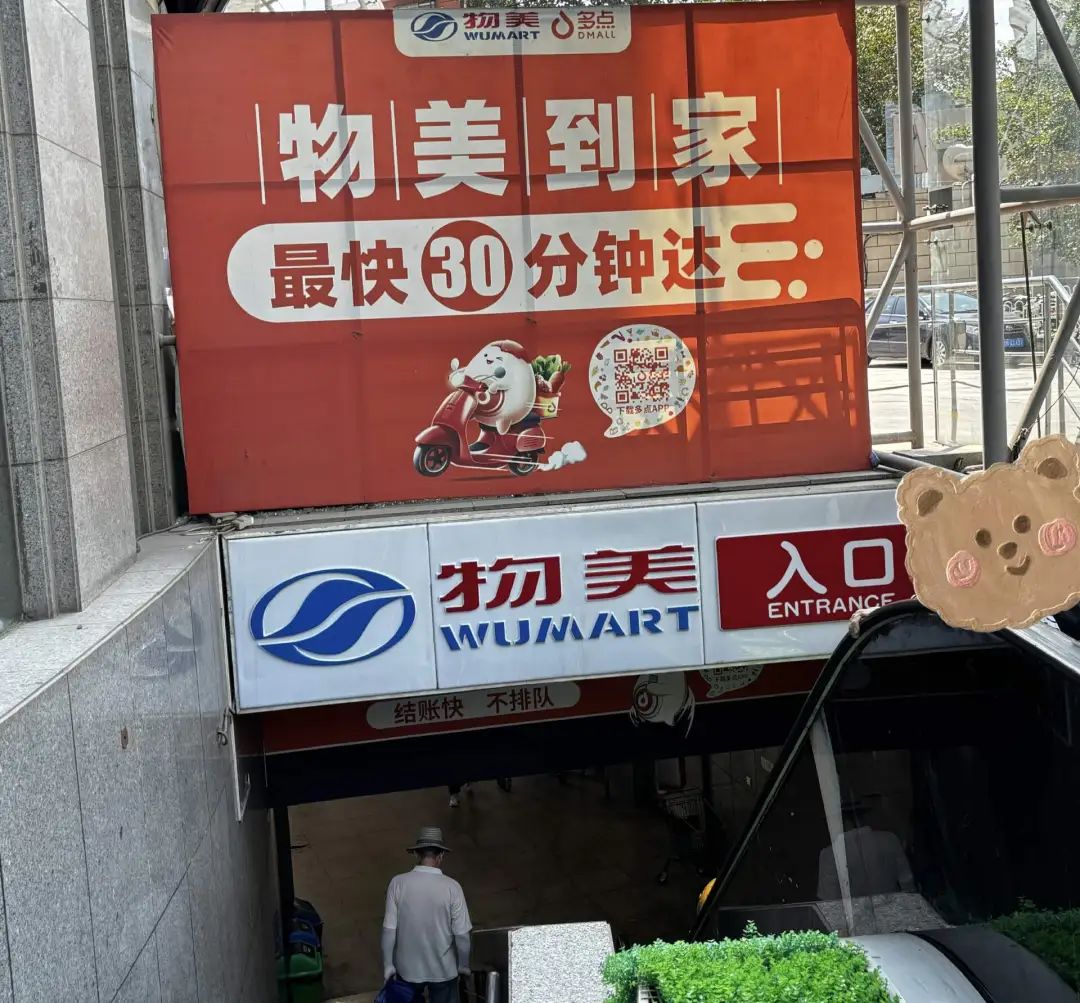 物美 多点
WUMART DMALL
物美到家
最快30分钟达
下载多点APP
物美 入口
WUMART ENTRANCE
结账快 不排队